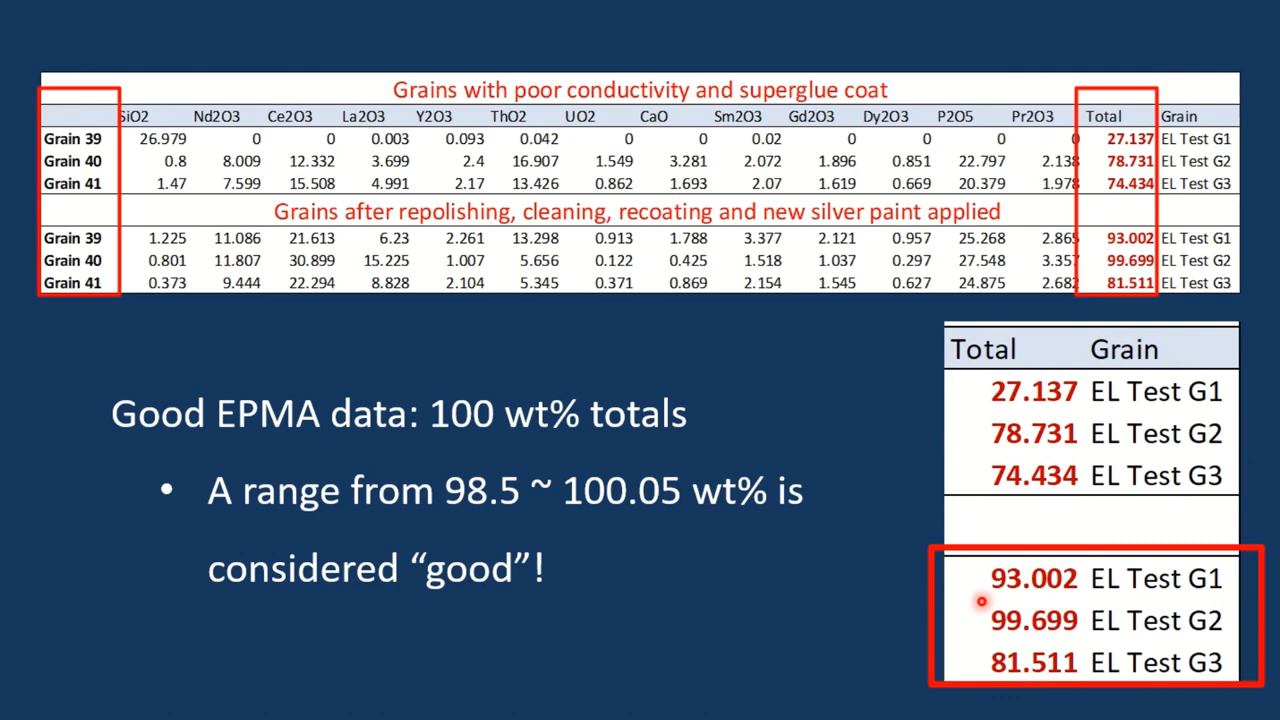 Grains with poor conductivity and superglue coat
SiO2 Nd2O3 Ce2O3 La2O3 Y2O3 ThO2 UO2 CaO Sm2O3 Gd2O3 Dy2O3 P2O5 Pr2O3 Total Grain
Grain 39 26.979 0 0 0.003 0.093 0.042 0 0 0.02 0 0 0 0 27.137 EL Test G1
Grain 40 0.8 8.009 12.332 3.699 2.4 16.907 1.549 3.281 2.072 1.896 0.851 22.797 2.138 78.731 EL Test G2
Grain 41 1.47 7.599 15.508 4.991 2.17 13.426 0.862 1.693 2.07 1.619 0.669 20.379 1.978 74.434 EL Test G3
Grains after repolishing, cleaning, recoating and new silver paint applied
Grain 39 1.225 11.086 21.613 6.23 2.261 13.298 0.913 1.788 3.377 2.121 0.957 25.268 2.865 93.002 EL Test G1
Grain 40 0.801 11.807 30.899 15.225 1.007 5.656 0.122 0.425 1.518 1.037 0.297 27.548 3.357 99.699 EL Test G2
Grain 41 0.373 9.444 22.294 8.828 2.104 5.345 0.371 0.869 2.154 1.545 0.627 24.875 2.682 81.511 EL Test G3
Good EPMA data: 100 wt% totals
• A range from 98.5 ~ 100.05 wt% is
considered “good”!
Total Grain
27.137 EL Test G1
78.731 EL Test G2
74.434 EL Test G3
93.002 EL Test G1
99.699 EL Test G2
81.511 EL Test G3